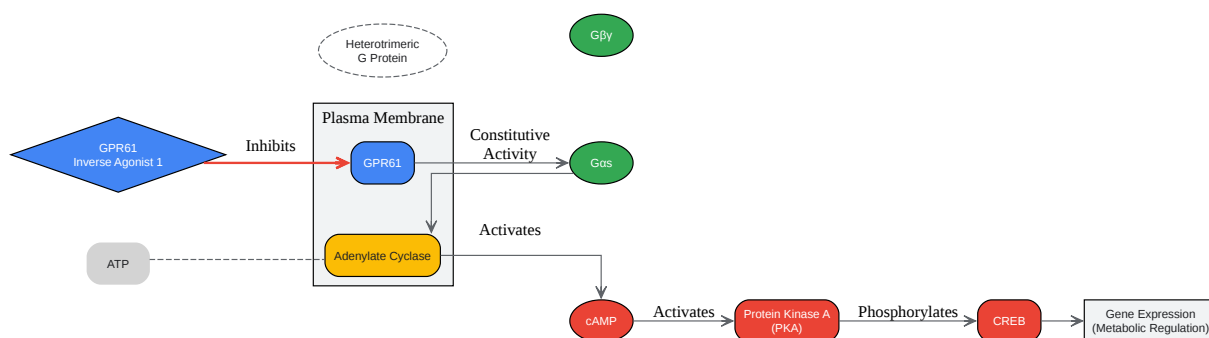 Heterotrimeric
G Protein
Gβγ
Plasma Membrane
GPR61
Inverse Agonist 1
Inhibits
GPR61
Constitutive
Activity
Gαs
ATP
Adenylate Cyclase
Activates
cAMP
Activates
Protein Kinase A
(PKA)
Phosphorylates
CREB
Gene Expression
(Metabolic Regulation)